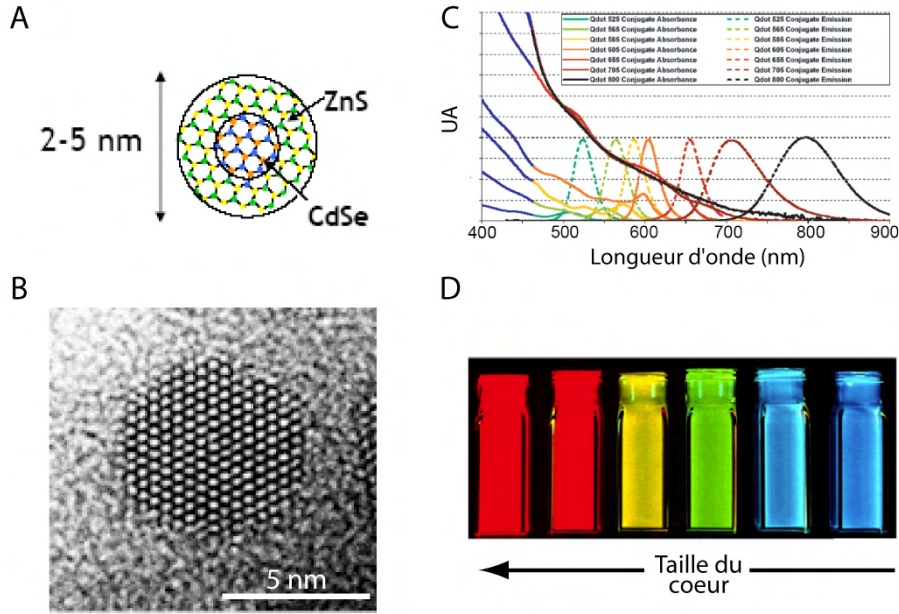 A
2-5 nm
ZnS
CdSe
B
5 nm
C
UA
Qdot 525 Conjugate Absorbance
Qdot 565 Conjugate Absorbance
Qdot 585 Conjugate Absorbance
Qdot 605 Conjugate Absorbance
Qdot 655 Conjugate Absorbance
Qdot 705 Conjugate Absorbance
Qdot 800 Conjugate Absorbance
Qdot 525 Conjugate Emission
Qdot 565 Conjugate Emission
Qdot 585 Conjugate Emission
Qdot 605 Conjugate Emission
Qdot 655 Conjugate Emission
Qdot 705 Conjugate Emission
Qdot 800 Conjugate Emission
400 500 600 700 800 900
Longueur d'onde (nm)
D
Taille du
coeur